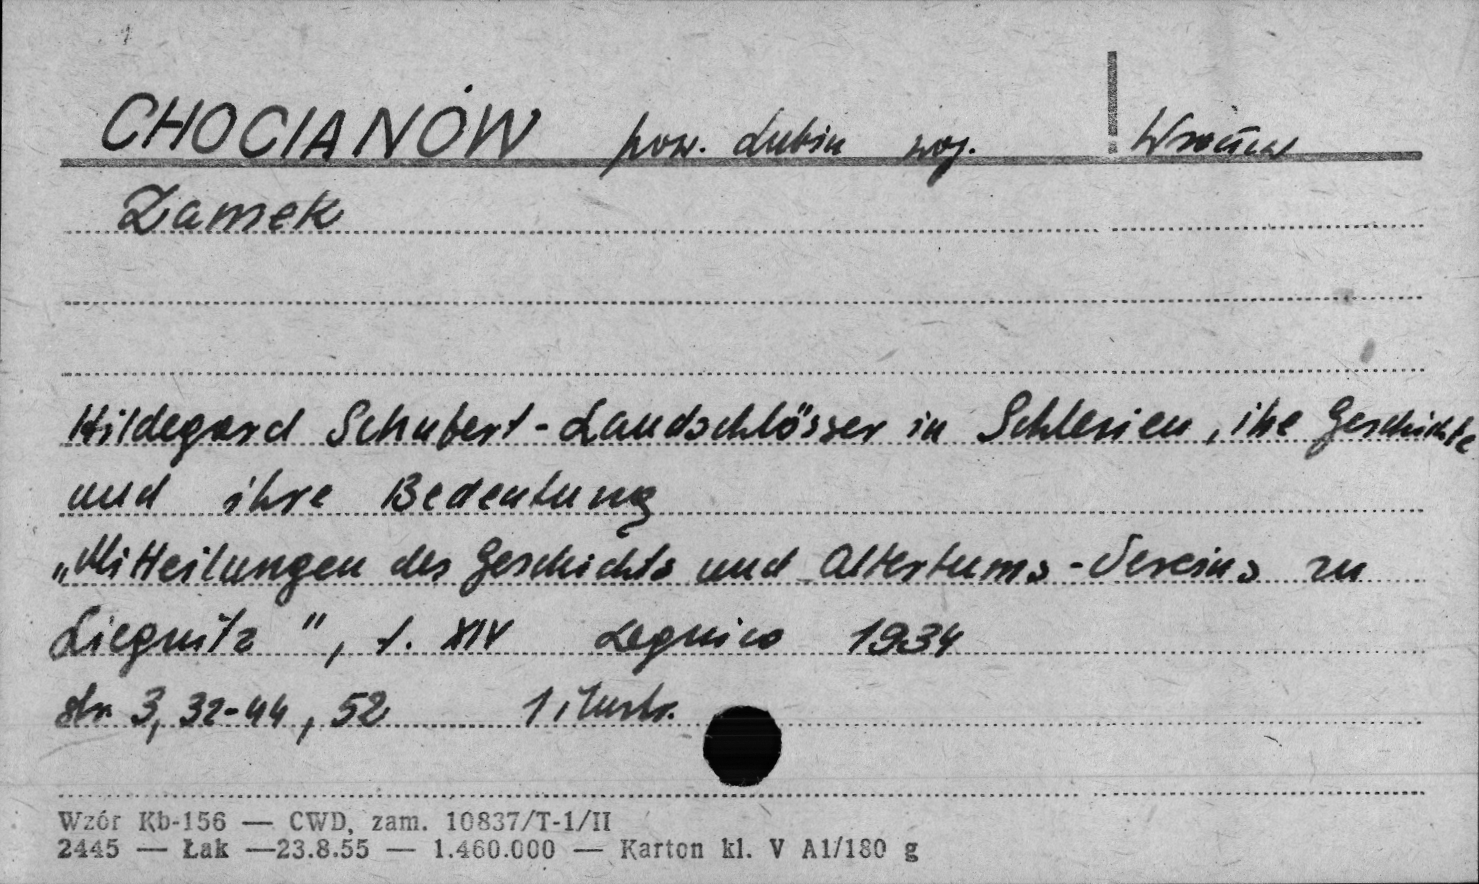 CHOCIANÓW pow. Lubin woj. Wrocław
Zamek
Hildegard Schubert - Landschlösser in Schlesien, ihre Geschichte
und ihre Bedeutung
„Mitteilungen des Geschichts und Altertums - Vereins zu
Liegnitz", t. XIV Legnica 1934
str. 3, 32-44, 52 1 ilustr.
Wzór Kb-156 — CWD, zam. 10837/T-1/II
2445 — Łak —23.8.55 — 1.460.000 — Karton kl. V A1/180 g